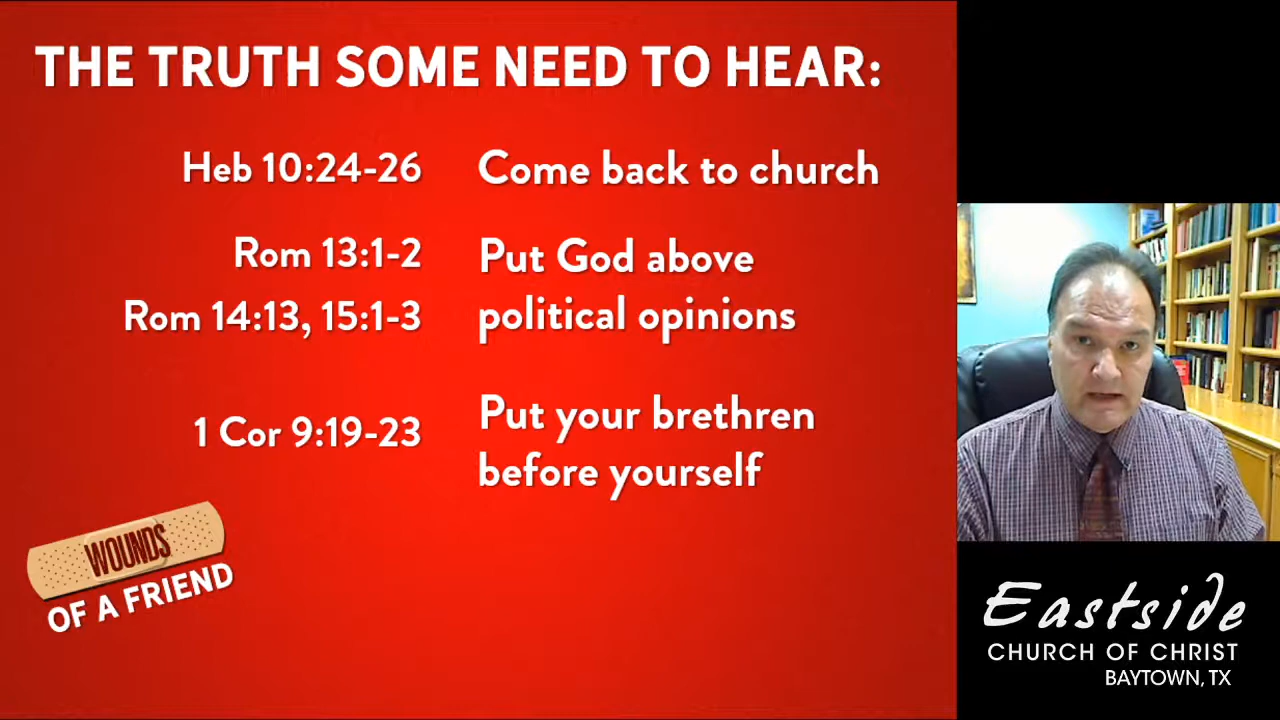 THE TRUTH SOME NEED TO HEAR:
Heb 10:24-26
Come back to church
Rom 13:1-2
Rom 14:13, 15:1-3
Put God above
political opinions
1 Cor 9:19-23
Put your brethren
before yourself
WOUNDS
OF A FRIEND
Eastside
CHURCH OF CHRIST
BAYTOWN, TX